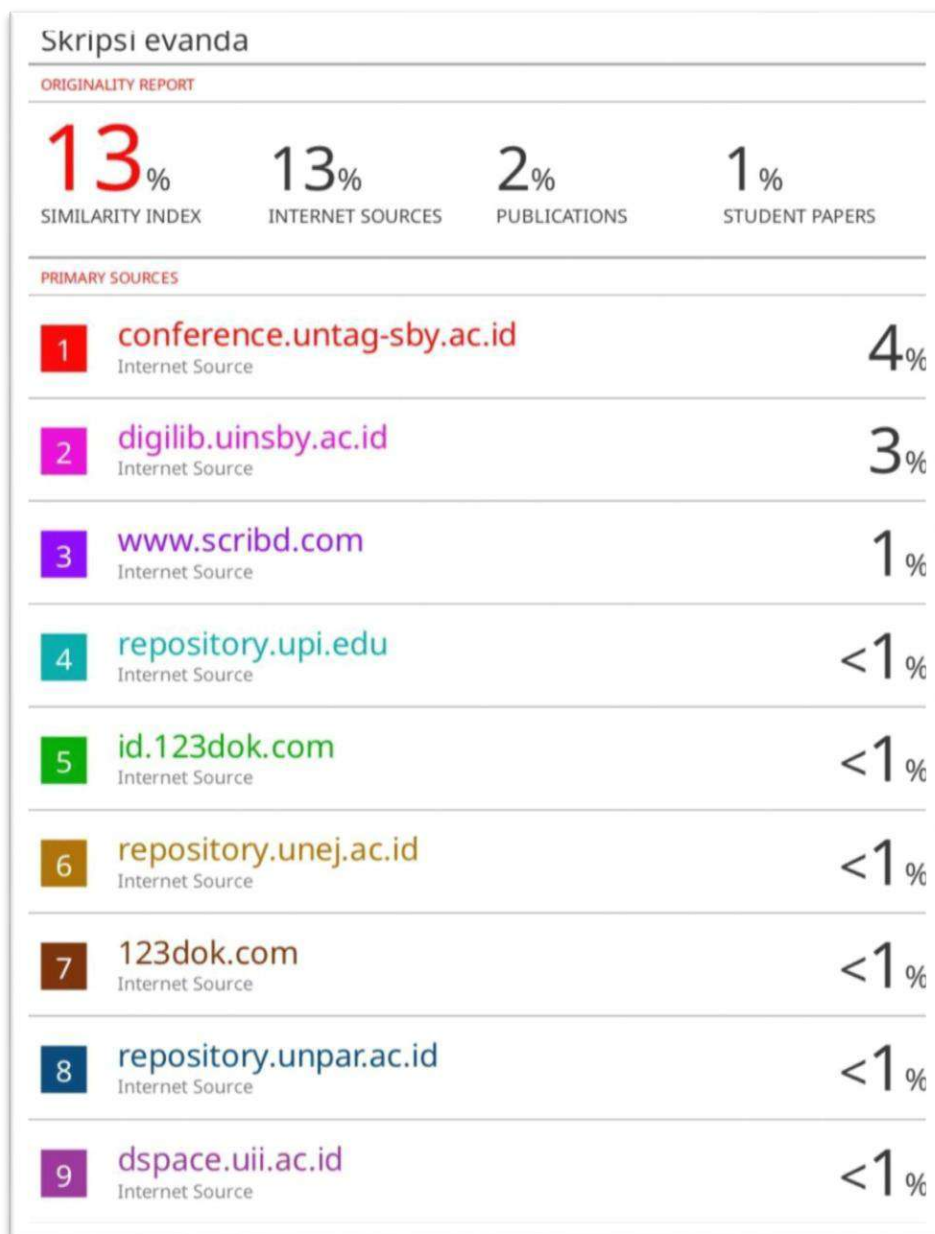 Skripsi evanda
ORIGINALITY REPORT
13% 13% 2% 1%
SIMILARITY INDEX INTERNET SOURCES PUBLICATIONS STUDENT PAPERS
PRIMARY SOURCES
1 conference.untag-sby.ac.id 4%
Internet Source
2 digilib.uinsby.ac.id 3%
Internet Source
3 www.scribd.com 1%
Internet Source
4 repository.upi.edu <1%
Internet Source
5 id.123dok.com <1%
Internet Source
6 repository.unej.ac.id <1%
Internet Source
7 123dok.com <1%
Internet Source
8 repository.unpar.ac.id <1%
Internet Source
9 dspace.uii.ac.id <1%
Internet Source